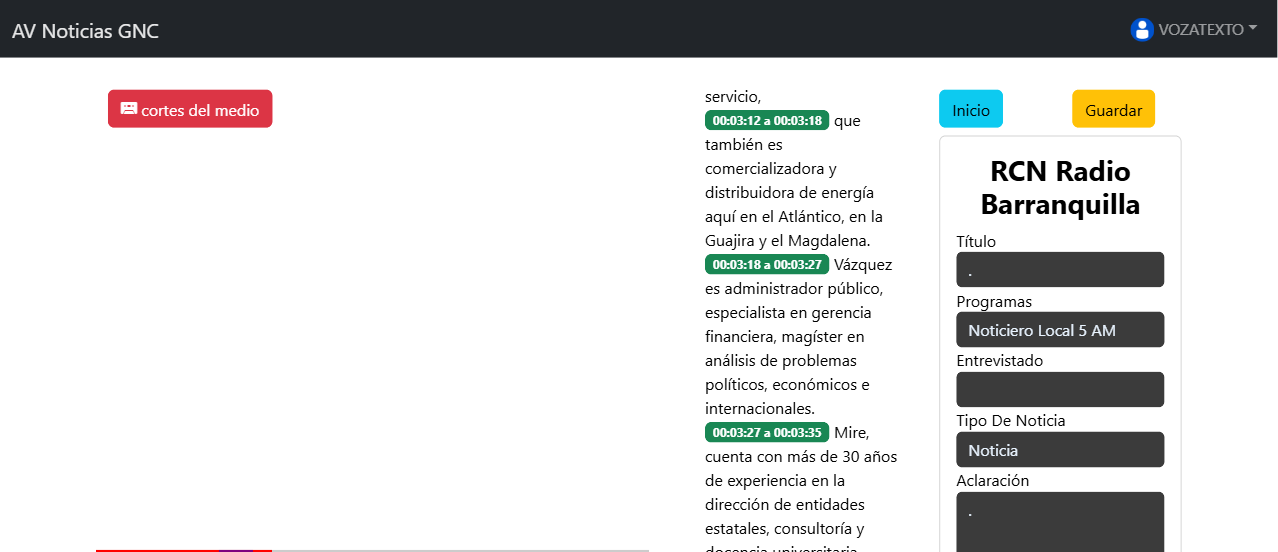 AV Noticias GNC
VOZATEXTO
cortes del medio
servicio,
00:03:12 a 00:03:18 que
también es
comercializadora y
distribuidora de energía
aquí en el Atlántico, en la
Guajira y el Magdalena.
00:03:18 a 00:03:27 Vázquez
es administrador público,
especialista en gerencia
financiera, magíster en
análisis de problemas
políticos, económicos e
internacionales.
00:03:27 a 00:03:35 Mire,
cuenta con más de 30 años
de experiencia en la
dirección de entidades
estatales, consultoría y
docencia universitaria
Inicio
Guardar
RCN Radio
Barranquilla
Título
.
Programas
Noticiero Local 5 AM
Entrevistado
Tipo De Noticia
Noticia
Aclaración
.